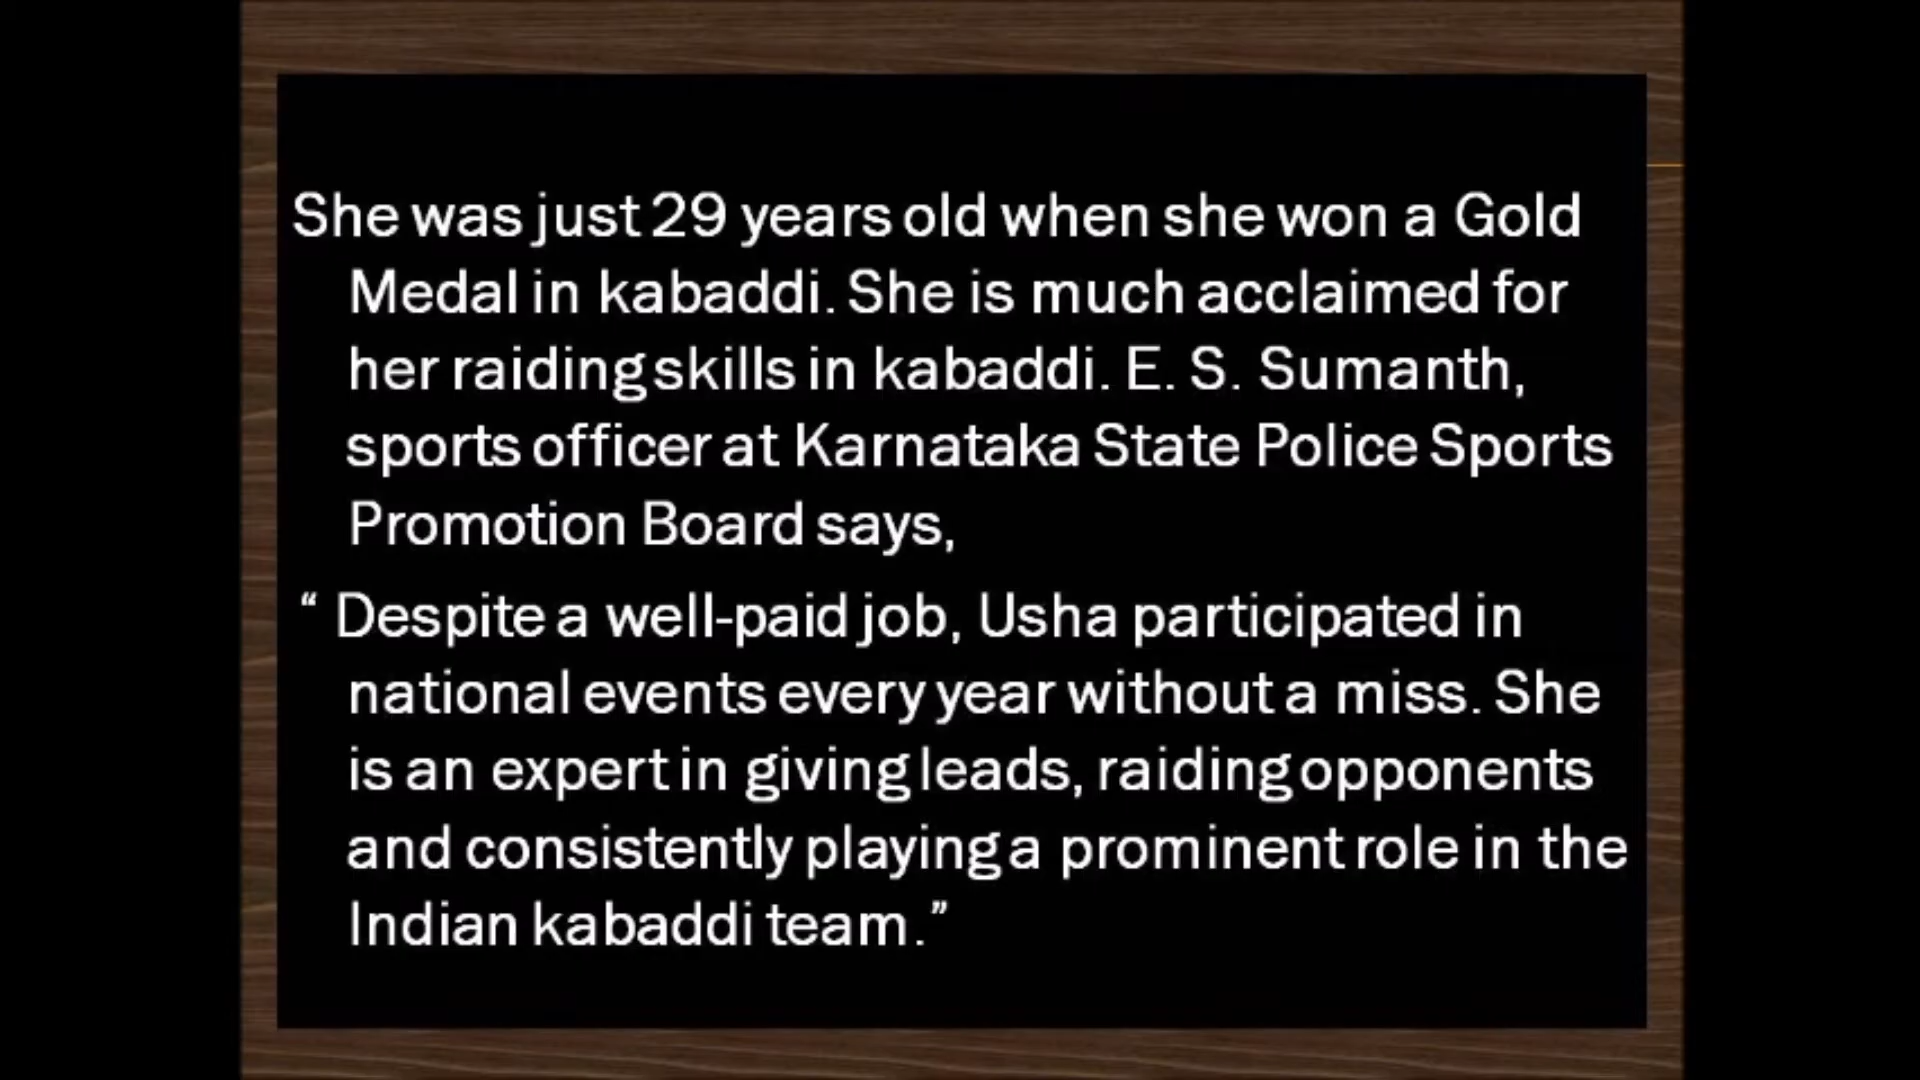 She was just 29 years old when she won a Gold
Medal in kabaddi. She is much acclaimed for
her raiding skills in kabaddi. E. S. Sumanth,
sports officer at Karnataka State Police Sports
Promotion Board says,
“ Despite a well-paid job, Usha participated in
national events every year without a miss. She
is an expert in giving leads, raiding opponents
and consistently playing a prominent role in the
Indian kabaddi team.”